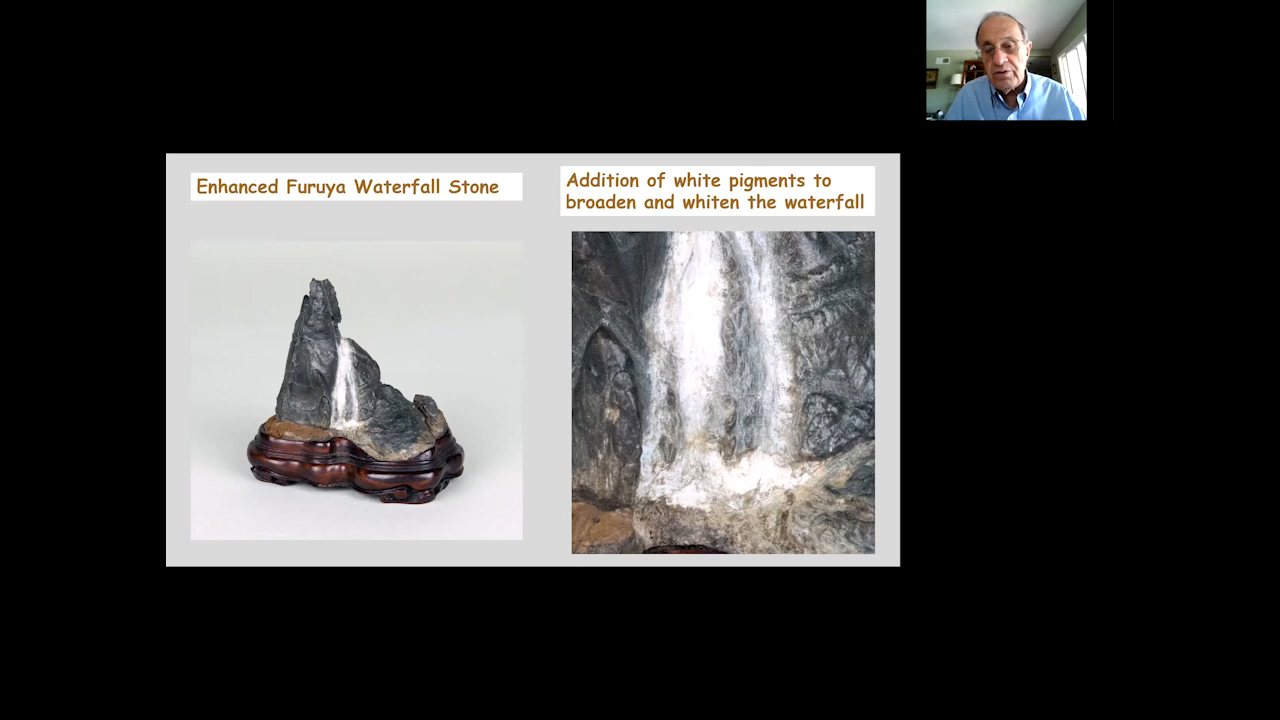 Enhanced Furuya Waterfall Stone
Addition of white pigments to
broaden and whiten the waterfall